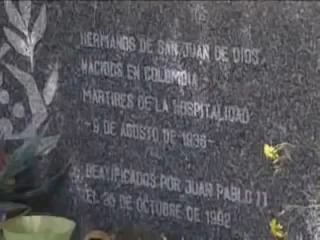 HERMANOS DE SAN JUAN DE DIOS
NACIDOS EN COLOMBIA -
MARTIRES DE LA HOSPITALIDAD
- 9 DE AGOSTO DE 1936 -
BEATIFICADOS POR JUAN PABLO II
EL 25 DE OCTUBRE DE 1992